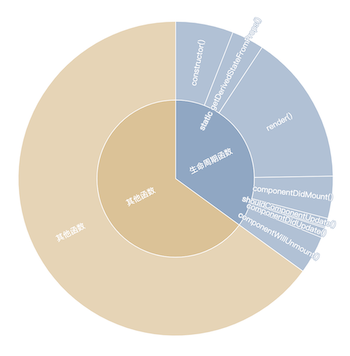 constructor()
static getDerivedStateFromProps()
render()
componentDidMount()
shouldComponentUpdate()
componentDidUpdate()
componentWillUnmount()
生命周期函数
其他函数
其他函数